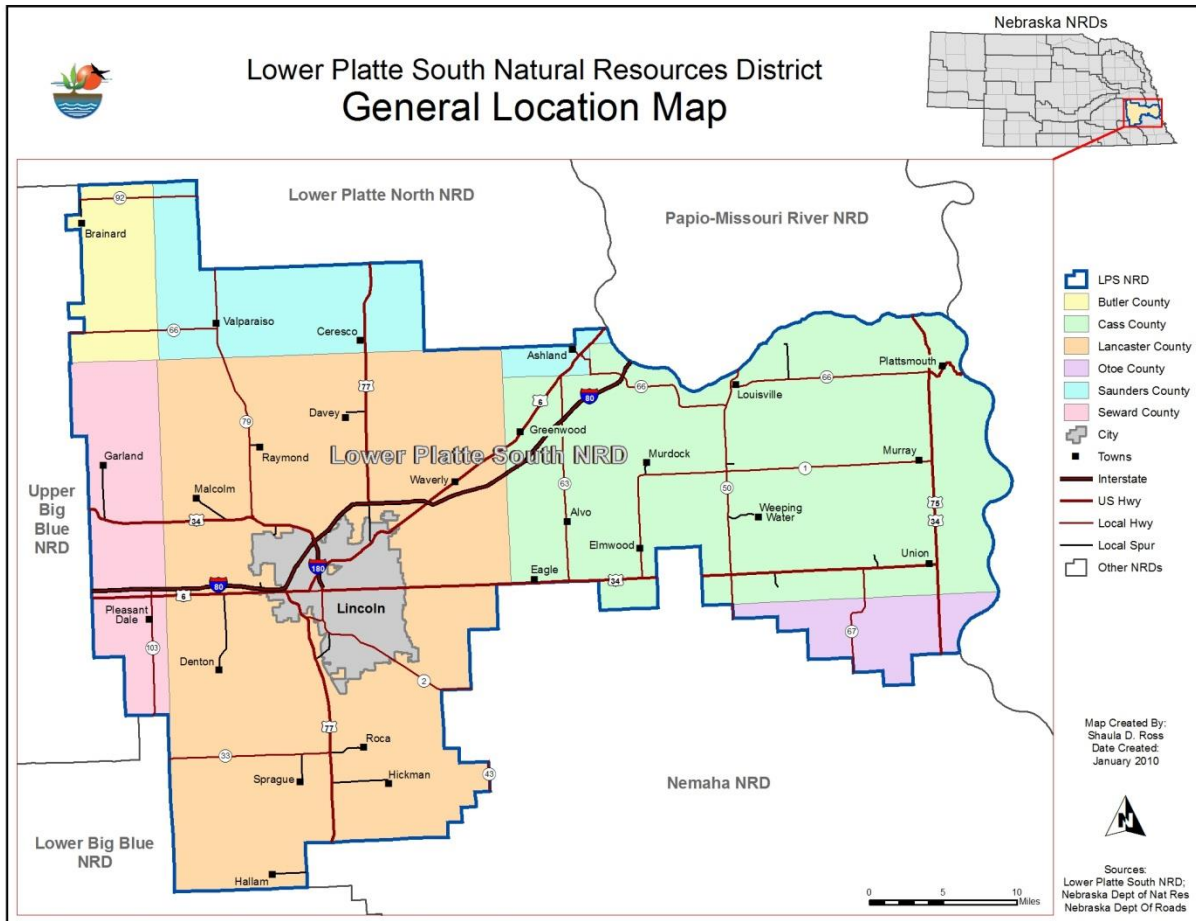 Lower Platte South Natural Resources District
General Location Map
Nebraska NRDs
Lower Platte North NRD
Papio-Missouri River NRD
92
Brainard
66
Valparaiso
Ceresco
77
Ashland
6
80
66
Louisville
66
Plattsmouth
79
Davey
Greenwood
Raymond
Lower Platte South NRD
Garland
Malcolm
Waverly
63
Murdock
1
Murray
50
Upper
Big
Blue
NRD
34
Alvo
Weeping
Water
75
34
Elmwood
Union
180
80
Eagle
34
6
Lincoln
Pleasant
Dale
103
Denton
2
67
77
33
Roca
Sprague
Hickman
43
Nemaha NRD
Lower Big Blue
NRD
Hallam
LPS NRD
Butler County
Cass County
Lancaster County
Otoe County
Saunders County
Seward County
City
Towns
Interstate
US Hwy
Local Hwy
Local Spur
Other NRDs
Map Created By:
Shaula D. Ross
Date Created:
January 2010
N
Sources:
Lower Platte South NRD;
Nebraska Dept of Nat Res
Nebraska Dept Of Roads
0 5 10
Miles